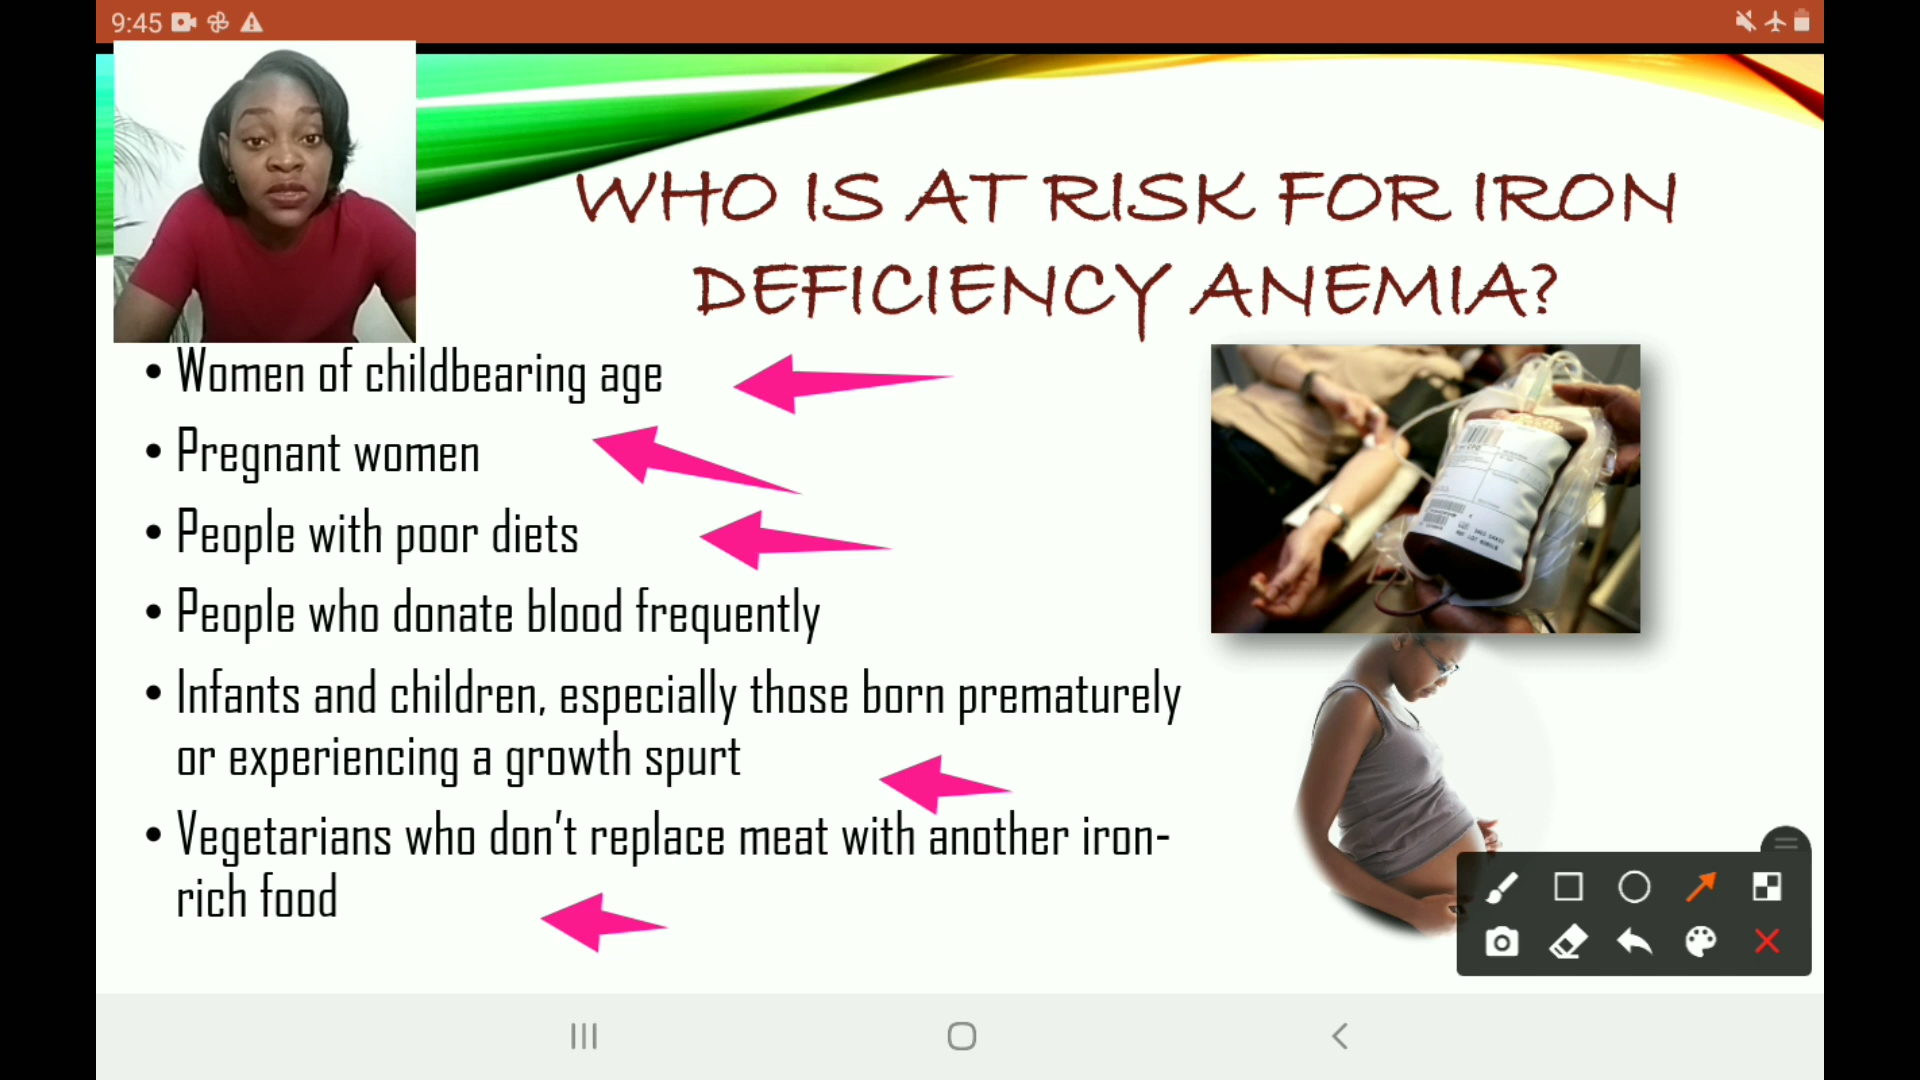 9:45
WHO IS AT RISK FOR IRON
DEFICIENCY ANEMIA?
• Women of childbearing age
• Pregnant women
• People with poor diets
• People who donate blood frequently
• Infants and children, especially those born prematurely
or experiencing a growth spurt
• Vegetarians who don't replace meat with another iron-
rich food